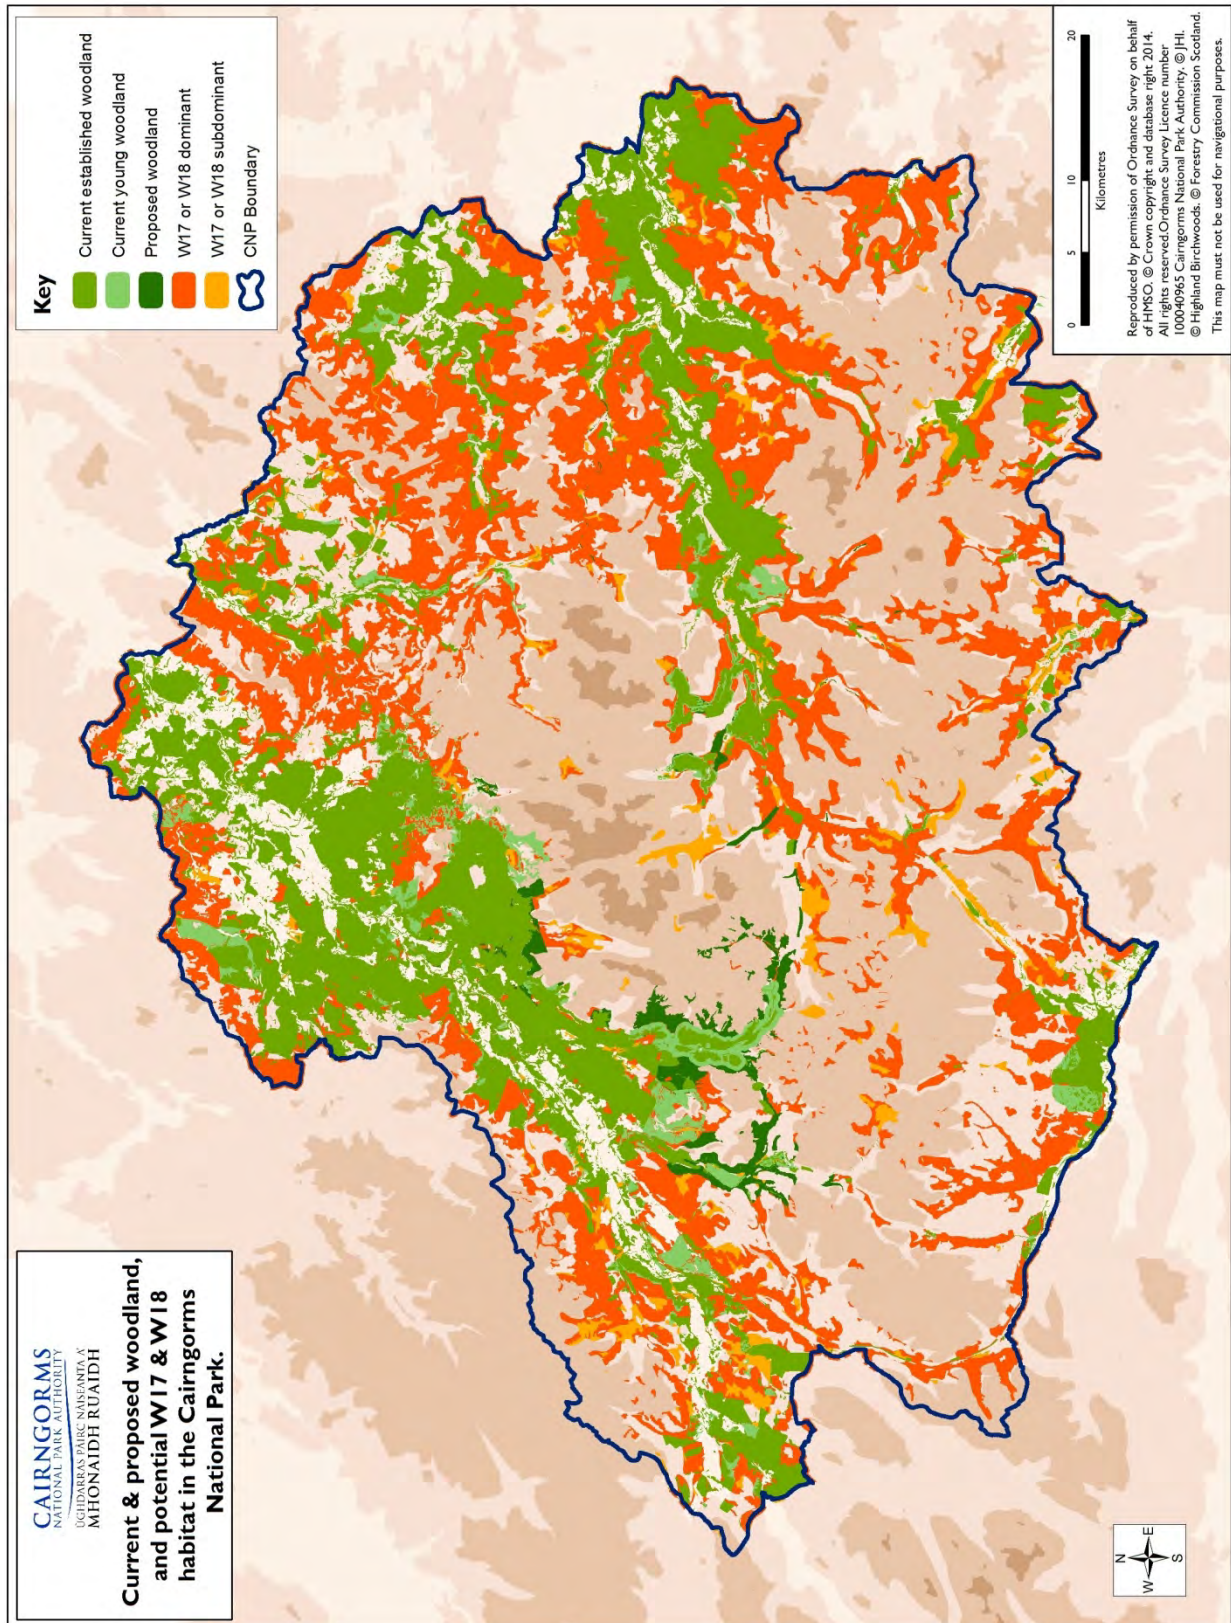 CAIRNGORMS
NATIONAL PARK AUTHORITY
ÙGHDARRAS PÀIRC NÀISEANTA A'
MHONAIDH RUAIDH
Current & proposed woodland,
and potential W17 & W18
habitat in the Cairngorms
National Park.
Key
Current established woodland
Current young woodland
Proposed woodland
W17 or W18 dominant
W17 or W18 subdominant
CNP Boundary
N
W
E
S
0
5
10
20
Kilometres
Reproduced by permission of Ordnance Survey on behalf
of HMSO. © Crown copyright and database right 2014.
All rights reserved.Ordnance Survey Licence number
100040965 Cairngorms National Park Authority. © JHI.
© Highland Birchwoods. © Forestry Commission Scotland.
This map must not be used for navigational purposes.